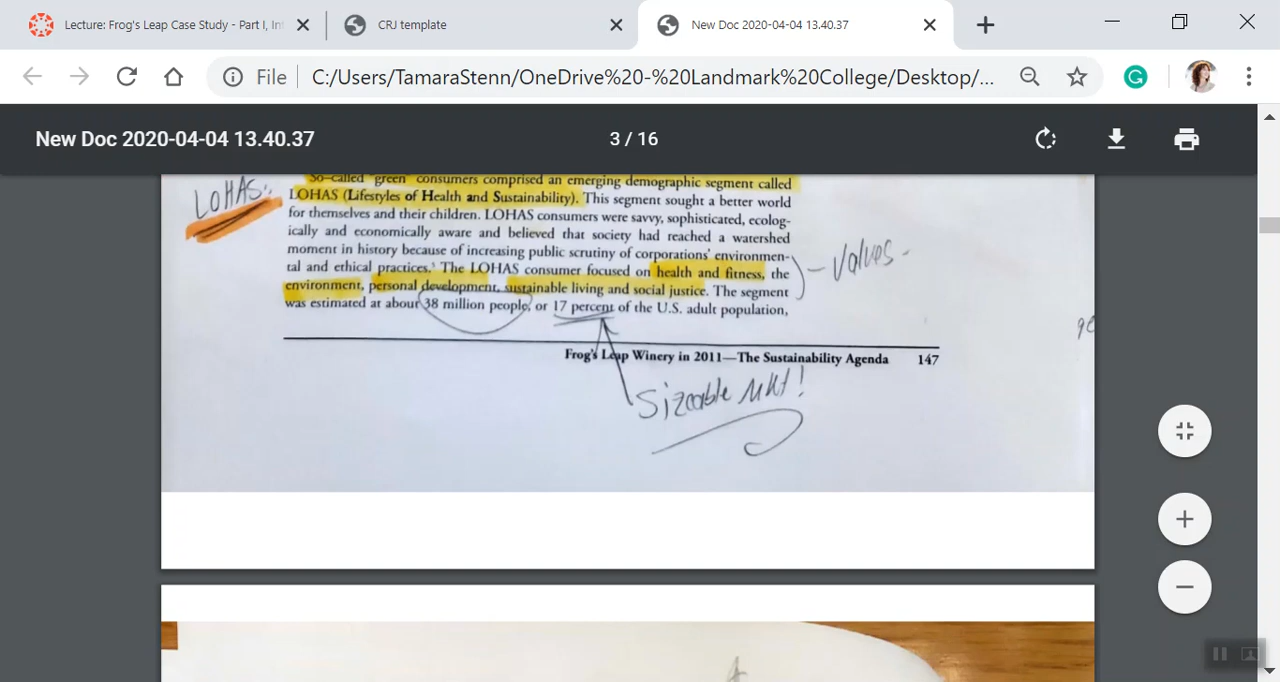 Lecture: Frog's Leap Case Study - Part I, Int
CRJ template
New Doc 2020-04-04 13.40.37
File
C:/Users/TamaraStenn/OneDrive%20-%20Landmark%20College/Desktop/...
New Doc 2020-04-04 13.40.37
3 / 16
So-called "green" consumers comprised an emerging demographic segment called
LOHAS:
LOHAS (Lifestyles of Health and Sustainability). This segment sought a better world
for themselves and their children. LOHAS consumers were savvy, sophisticated, ecolog-
ically and economically aware and believed that society had reached a watershed
moment in history because of increasing public scrutiny of corporations' environmen-
tal and ethical practices. The LOHAS consumer focused on health and fitness, the
environment, personal development, sustainable living and social justice. The segment
was estimated at about 38 million people, or 17 percent of the U.S. adult population,
- Values -
Frog's Leap Winery in 2011—The Sustainability Agenda 147
Sizeable Mkt!